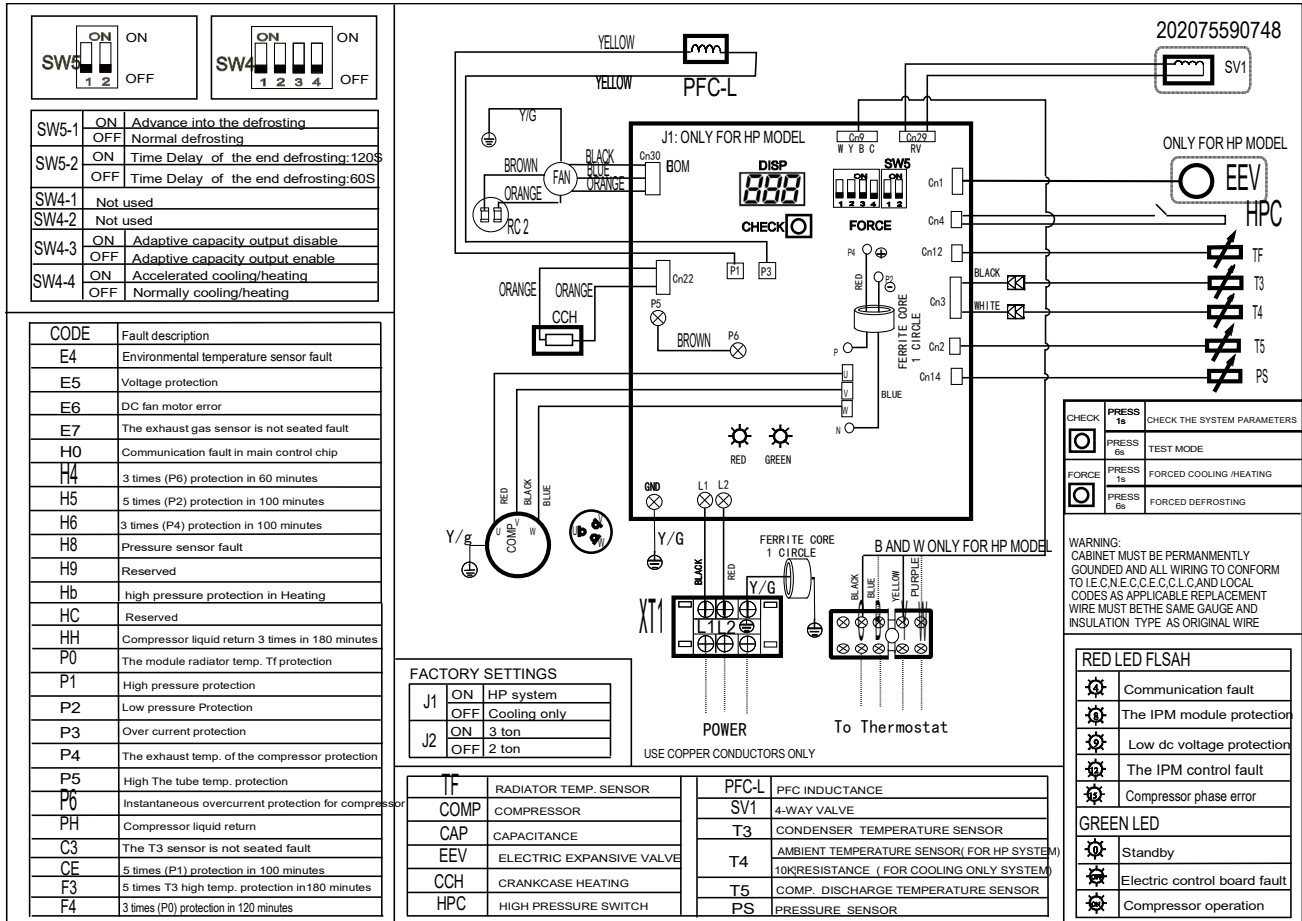 SW5
ON
1 2
ON
OFF
SW4
ON
1 2 3 4
ON
OFF
SW5-1 ON Advance into the defrosting
OFF Normal defrosting
SW5-2 ON Time Delay of the end defrosting:120S
OFF Time Delay of the end defrosting:60S
SW4-1 Not used
SW4-2 Not used
SW4-3 ON Adaptive capacity output disable
OFF Adaptive capacity output enable
SW4-4 ON Accelerated cooling/heating
OFF Normally cooling/heating
CODE Fault description
E4 Environmental temperature sensor fault
E5 Voltage protection
E6 DC fan motor error
E7 The exhaust gas sensor is not seated fault
H0 Communication fault in main control chip
H4 3 times (P6) protection in 60 minutes
H5 5 times (P2) protection in 100 minutes
H6 3 times (P4) protection in 100 minutes
H8 Pressure sensor fault
H9 Reserved
Hb high pressure protection in Heating
HC Reserved
HH Compressor liquid return 3 times in 180 minutes
P0 The module radiator temp. Tf protection
P1 High pressure protection
P2 Low pressure Protection
P3 Over current protection
P4 The exhaust temp. of the compressor protection
P5 High The tube temp. protection
P6 Instantaneous overcurrent protection for compressor
PH Compressor liquid return
C3 The T3 sensor is not seated fault
CE 5 times (P1) protection in 100 minutes
F3 5 times T3 high temp. protection in180 minutes
F4 3 times (P0) protection in 120 minutes
YELLOW
YELLOW
PFC-L
202075590748
SV1
Y/G
BROWN
FAN
BLACK
BLUE
ORANGE
ORANGE
RC 2
J1: ONLY FOR HP MODEL
Cn30
BOM
DISP
888
CHECK
Cn9
W Y B C
Cn29
RV
SW5
ON
1 2 3 4
ON
1 2
FORCE
ONLY FOR HP MODEL
Cn1
EEV
Cn4
HPC
Cn12
TF
BLACK
T3
Cn3
WHITE
T4
Cn2
T5
Cn14
PS
P1
P3
Cn22
ORANGE
ORANGE
CCH
P5
BROWN
P6
P4
P2
RED
FERRITE CORE
1 CIRCLE
P
BLUE
N
U
V
W
RED
GREEN
RED
BLACK
BLUE
U
V
W
COMP
Y/g
GND
L1
L2
Y/G
BLACK
RED
Y/G
FERRITE CORE
1 CIRCLE
XT1
L1
L2
POWER
USE COPPER CONDUCTORS ONLY
B AND W ONLY FOR HP MODEL
BLACK
BLUE
YELLOW
PURPLE
To Thermostat
CHECK PRESS 1s CHECK THE SYSTEM PARAMETERS
PRESS 6s TEST MODE
FORCE PRESS 1s FORCED COOLING /HEATING
PRESS 6s FORCED DEFROSTING
WARNING:
CABINET MUST BE PERMANMENTLY
GOUNDED AND ALL WIRING TO CONFORM
TO I.E.C,N.E.C,C.E.C,C.L.C,AND LOCAL
CODES AS APPLICABLE REPLACEMENT
WIRE MUST BETHE SAME GAUGE AND
INSULATION TYPE AS ORIGINAL WIRE
FACTORY SETTINGS
J1 ON HP system
OFF Cooling only
J2 ON 3 ton
OFF 2 ton
TF RADIATOR TEMP. SENSOR
COMP COMPRESSOR
CAP CAPACITANCE
EEV ELECTRIC EXPANSIVE VALVE
CCH CRANKCASE HEATING
HPC HIGH PRESSURE SWITCH
PFC-L PFC INDUCTANCE
SV1 4-WAY VALVE
T3 CONDENSER TEMPERATURE SENSOR
T4 AMBIENT TEMPERATURE SENSOR( FOR HP SYSTEM)
( FOR COOLING ONLY SYSTEM)
T5 COMP. DISCHARGE TEMPERATURE SENSOR
PS PRESSURE SENSOR
RED LED FLSAH
4 Communication fault
8 The IPM module protection
9 Low dc voltage protection
12 The IPM control fault
15 Compressor phase error
GREEN LED
0 Standby
Electric control board fault
ON Compressor operation